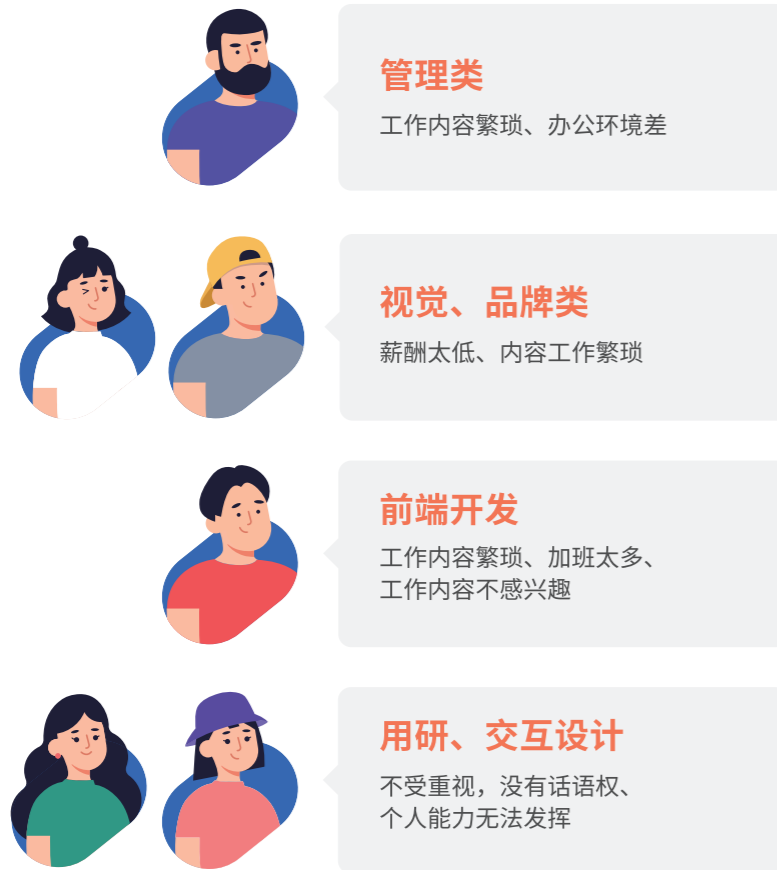 管理类
工作内容繁琐、办公环境差
视觉、品牌类
薪酬太低、内容工作繁琐
前端开发
工作内容繁琐、加班太多、
工作内容不感兴趣
用研、交互设计
不受重视，没有话语权、
个人能力无法发挥